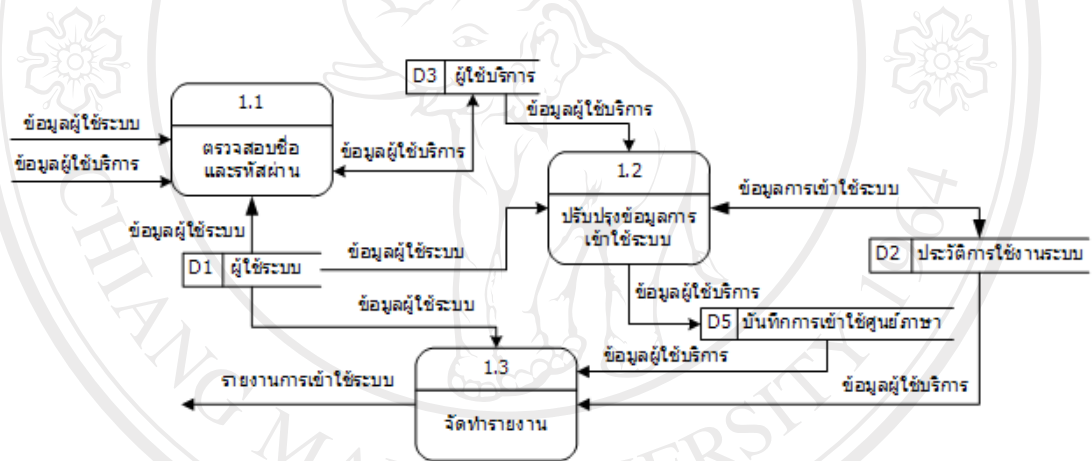 D3 ผู้ใช้บริการ
1.1
ข้อมูลผู้ใช้ระบบ
ข้อมูลผู้ใช้บริการ
ตรวจสอบชื่อ
และรหัสผ่าน
ข้อมูลผู้ใช้บริการ
ข้อมูลผู้ใช้บริการ
1.2
ปรับปรุงข้อมูลการ
เข้าใช้ระบบ
ข้อมูลการเข้าใช้ระบบ
ข้อมูลผู้ใช้ระบบ
D1 ผู้ใช้ระบบ
ข้อมูลผู้ใช้ระบบ
D2 ประวัติการใช้งานระบบ
ข้อมูลผู้ใช้บริการ
ข้อมูลผู้ใช้ระบบ
D5 บันทึกการเข้าใช้ศูนย์ภาษา
1.3
ข้อมูลผู้ใช้บริการ
รายงานการเข้าใช้ระบบ
ข้อมูลผู้ใช้บริการ
จัดทำรายงาน
CHIANG MAI UNIVERSITY 1964